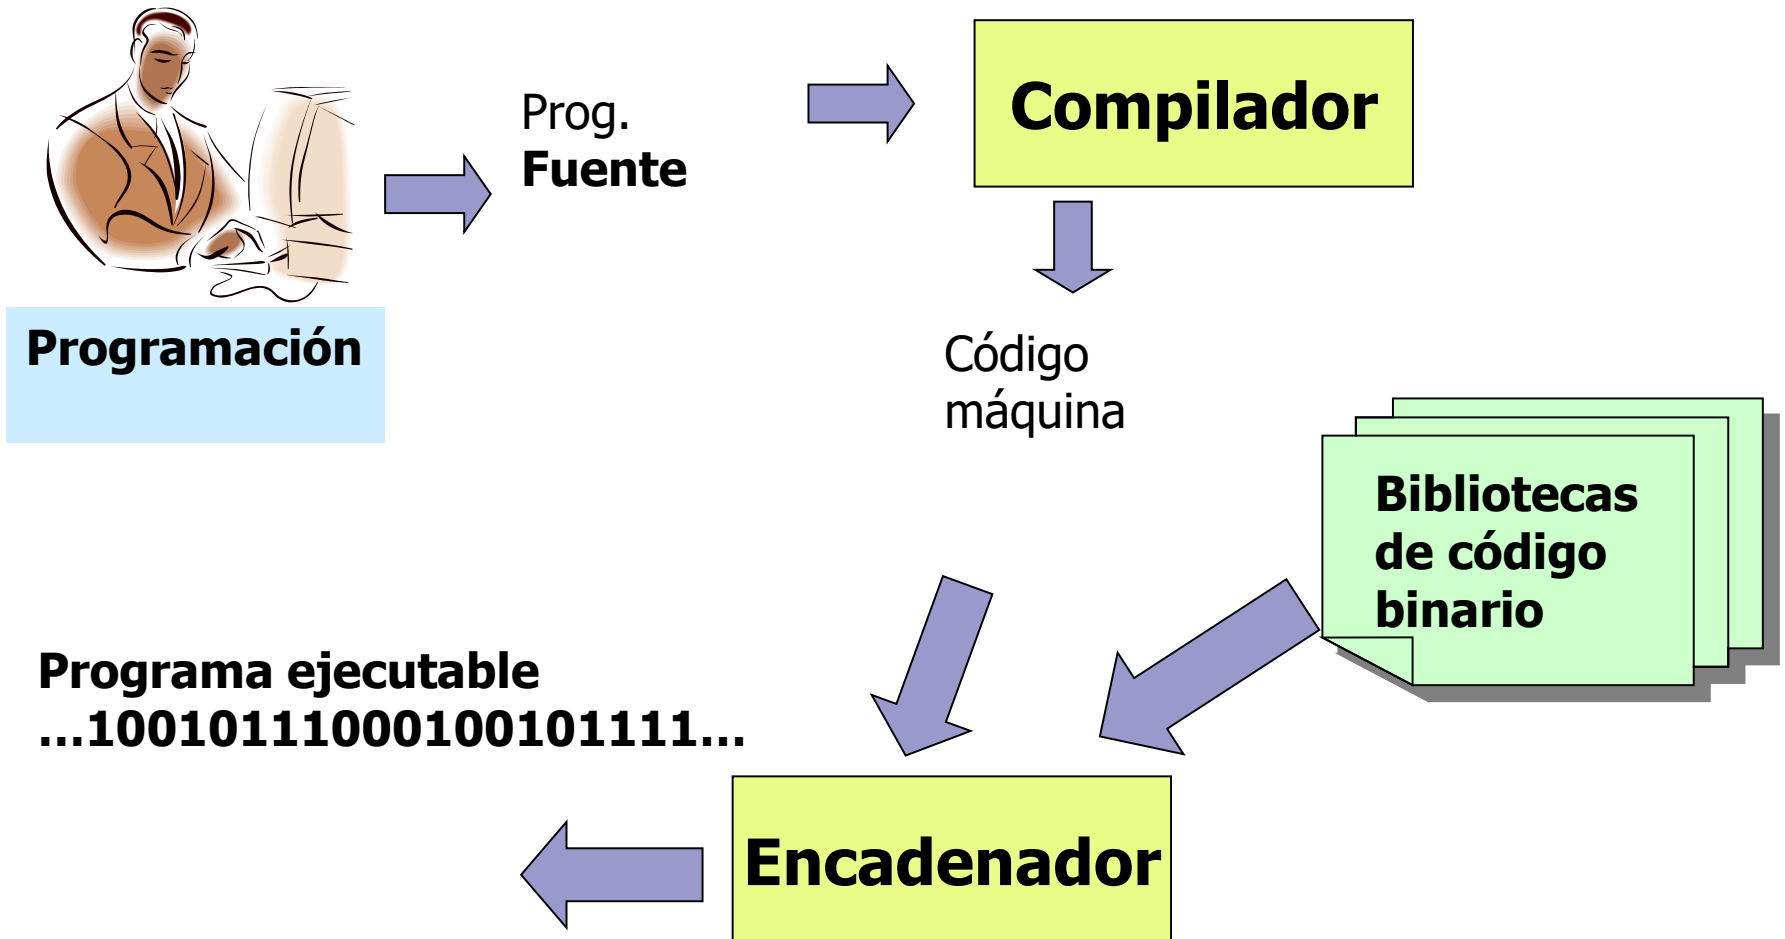 Prog.
Fuente
Compilador
Programación
Código
máquina
Bibliotecas
de código
binario
Programa ejecutable
...10010111000100101111...
Encadenador